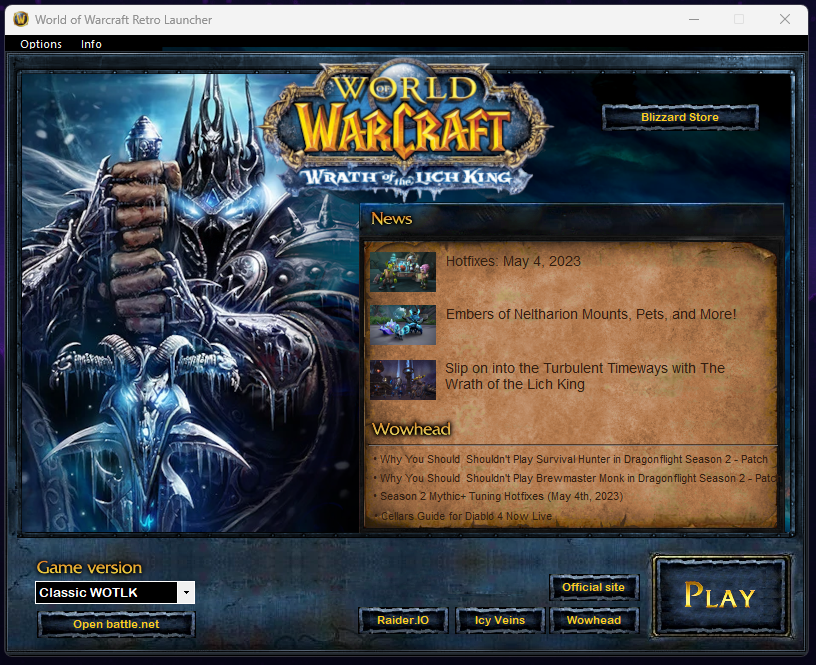 World of Warcraft Retro Launcher
Options Info
WORLD
OF
WARCRAFT
WRATH of the LICH KING
Blizzard Store
News
Hotfixes: May 4, 2023
Embers of Neltharion Mounts, Pets, and More!
Slip on into the Turbulent Timeways with The
Wrath of the Lich King
Wowhead
• Why You Should Shouldn't Play Survival Hunter in Dragonflight Season 2 - Patch
• Why You Should Shouldn't Play Brewmaster Monk in Dragonflight Season 2 - Patc
• Season 2 Mythic+ Tuning Hotfixes (May 4th, 2023)
• Cellars Guide for Diablo 4 Now Live
Game version
Classic WOTLK
Open battle.net
Official site
Raider.IO
Icy Veins
Wowhead
PLAY